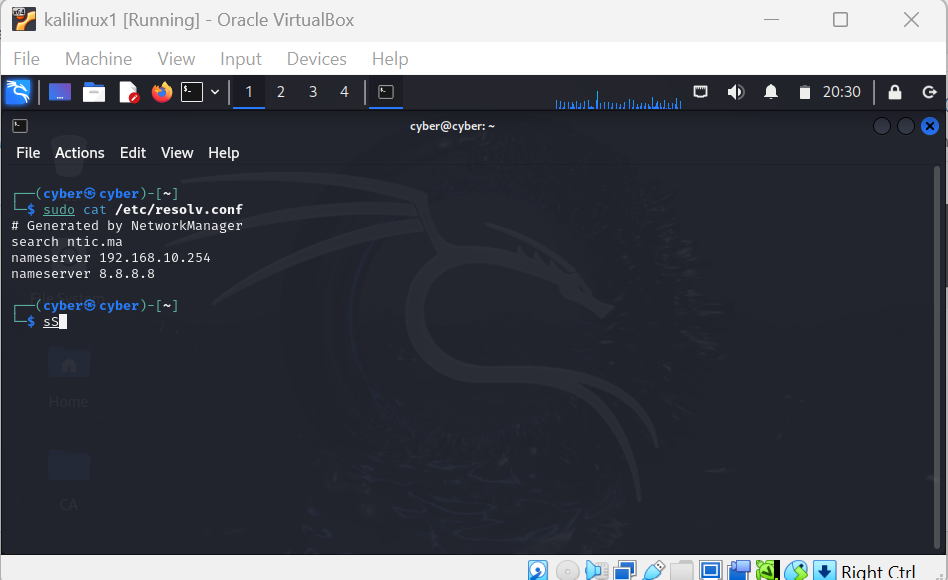 kalilinux1 [Running] - Oracle VirtualBox
File Machine View Input Devices Help
1 2 3 4 20:30
cyber@cyber: ~
File Actions Edit View Help
┌──(cyber㉿cyber)-[~]
└─$ sudo cat /etc/resolv.conf
# Generated by NetworkManager
search ntic.ma
nameserver 192.168.10.254
nameserver 8.8.8.8
┌──(cyber㉿cyber)-[~]
└─$ sS
Home
CA
Right Ctrl